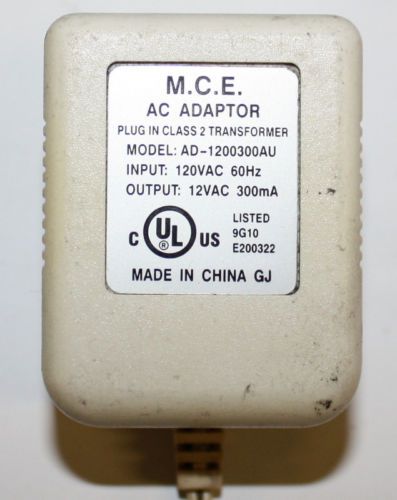 M.C.E.
AC ADAPTOR
PLUG IN CLASS 2 TRANSFORMER
MODEL: AD-1200300AU
INPUT: 120VAC 60Hz
OUTPUT: 12VAC 300mA
C UL ® US
LISTED
9G10
E200322
MADE IN CHINA GJ